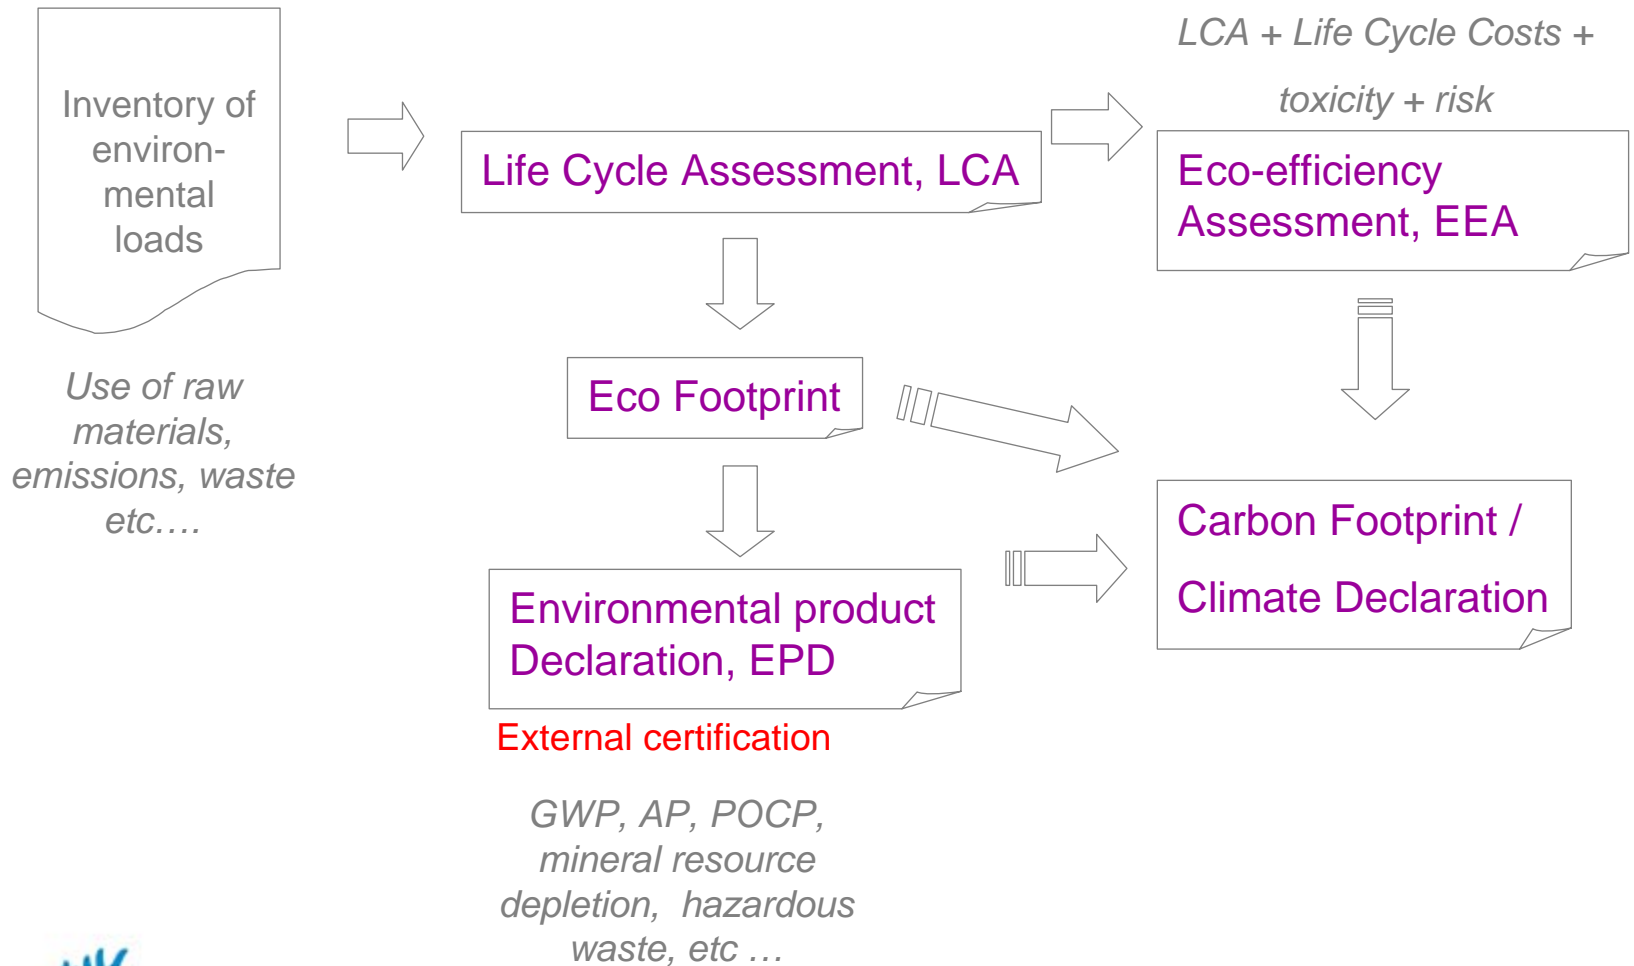 Inventory of
environ-
mental
loads
Use of raw
materials,
emissions, waste
etc….
Life Cycle Assessment, LCA
LCA + Life Cycle Costs +
toxicity + risk
Eco-efficiency
Assessment, EEA
Eco Footprint
Environmental product
Declaration, EPD
External certification
GWP, AP, POCP,
mineral resource
depletion, hazardous
waste, etc …
Carbon Footprint /
Climate Declaration